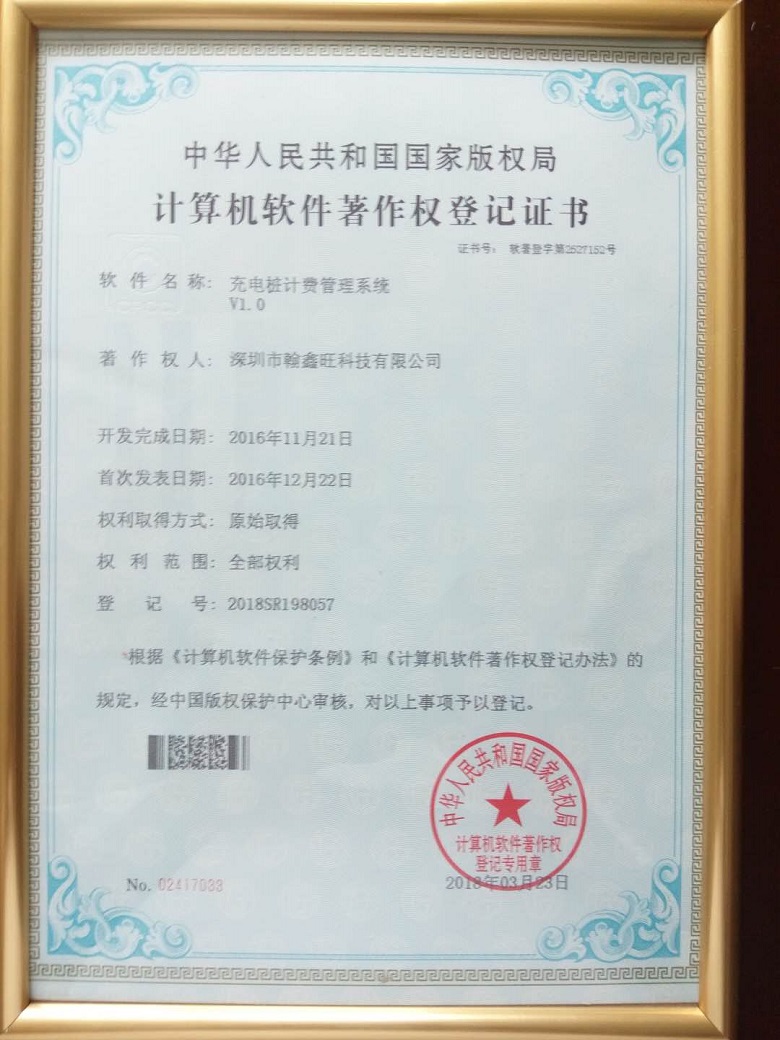 中华人民共和国国家版权局
计算机软件著作权登记证书
证书号： 软著登字第2527152号
软件名称： 充电桩计费管理系统
V1.0
著作权人： 深圳市翰鑫旺科技有限公司
开发完成日期： 2016年11月21日
首次发表日期： 2016年12月22日
权利取得方式： 原始取得
权利范围： 全部权利
登记号： 2018SR198057
根据《计算机软件保护条例》和《计算机软件著作权登记办法》的
规定，经中国版权保护中心审核，对以上事项予以登记。
中华人民共和国国家版权局
计算机软件著作权
登记专用章
No. 02417033
2018年03月23日